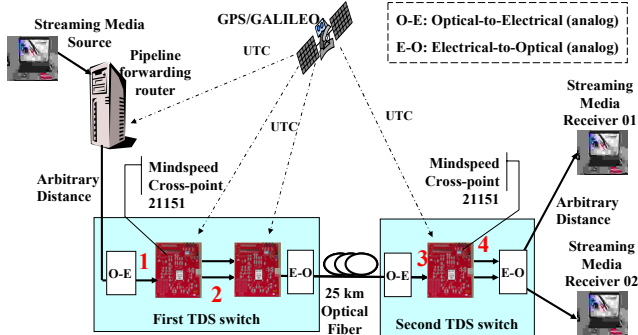 Streaming Media
Source
GPS/GALILEO
O-E: Optical-to-Electrical (analog)
E-O: Electrical-to-Optical (analog)
Pipeline
forwarding
router
UTC
UTC
UTC
UTC
Streaming
Media
Receiver 01
Mindspeed
Cross-point
21151
Mindspeed
Cross-point
21151
Arbitrary
Distance
Arbitrary
Distance
O-E
1
2
E-O
25 km
Optical
Fiber
O-E
3
4
E-O
Streaming
Media
Receiver 02
First TDS switch
Second TDS switch